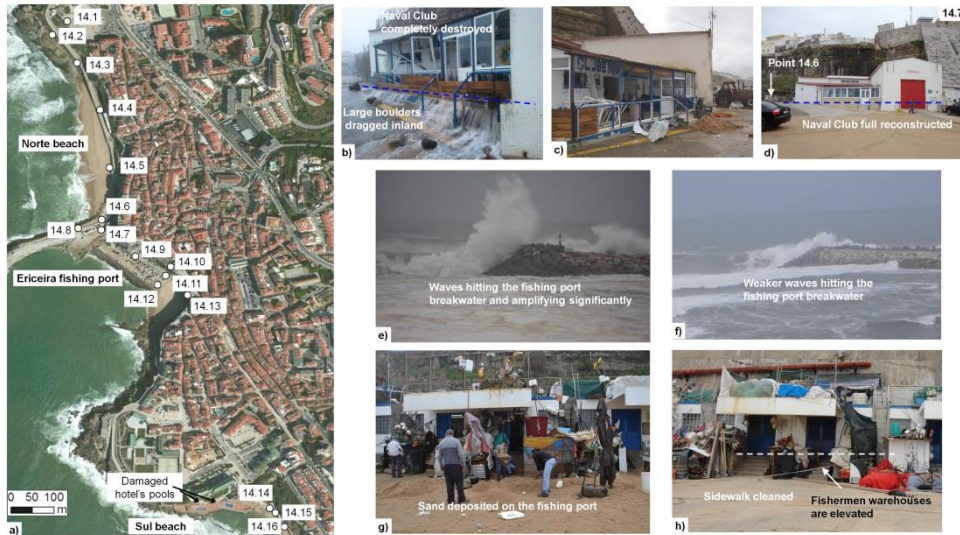 14.1
14.2
14.3
14.4
Norte beach
14.5
14.6
14.8
14.7
14.9
14.10
Ericeira fishing port
14.11
14.12
14.13
Damaged
hotel's pools
14.14
0 50 100
m
14.15
Sul beach
14.16
a)
Naval Club
completely destroyed
Large boulders
dragged inland
b)
c)
14.7
Point 14.6
Naval Club full reconstructed
d)
Waves hitting the fishing port
breakwater and amplifying significantly
e)
Weaker waves hitting the
fishing port breakwater
f)
Sand deposited on the fishing port
g)
Sidewalk cleaned
Fishermen warehouses
are elevated
h)